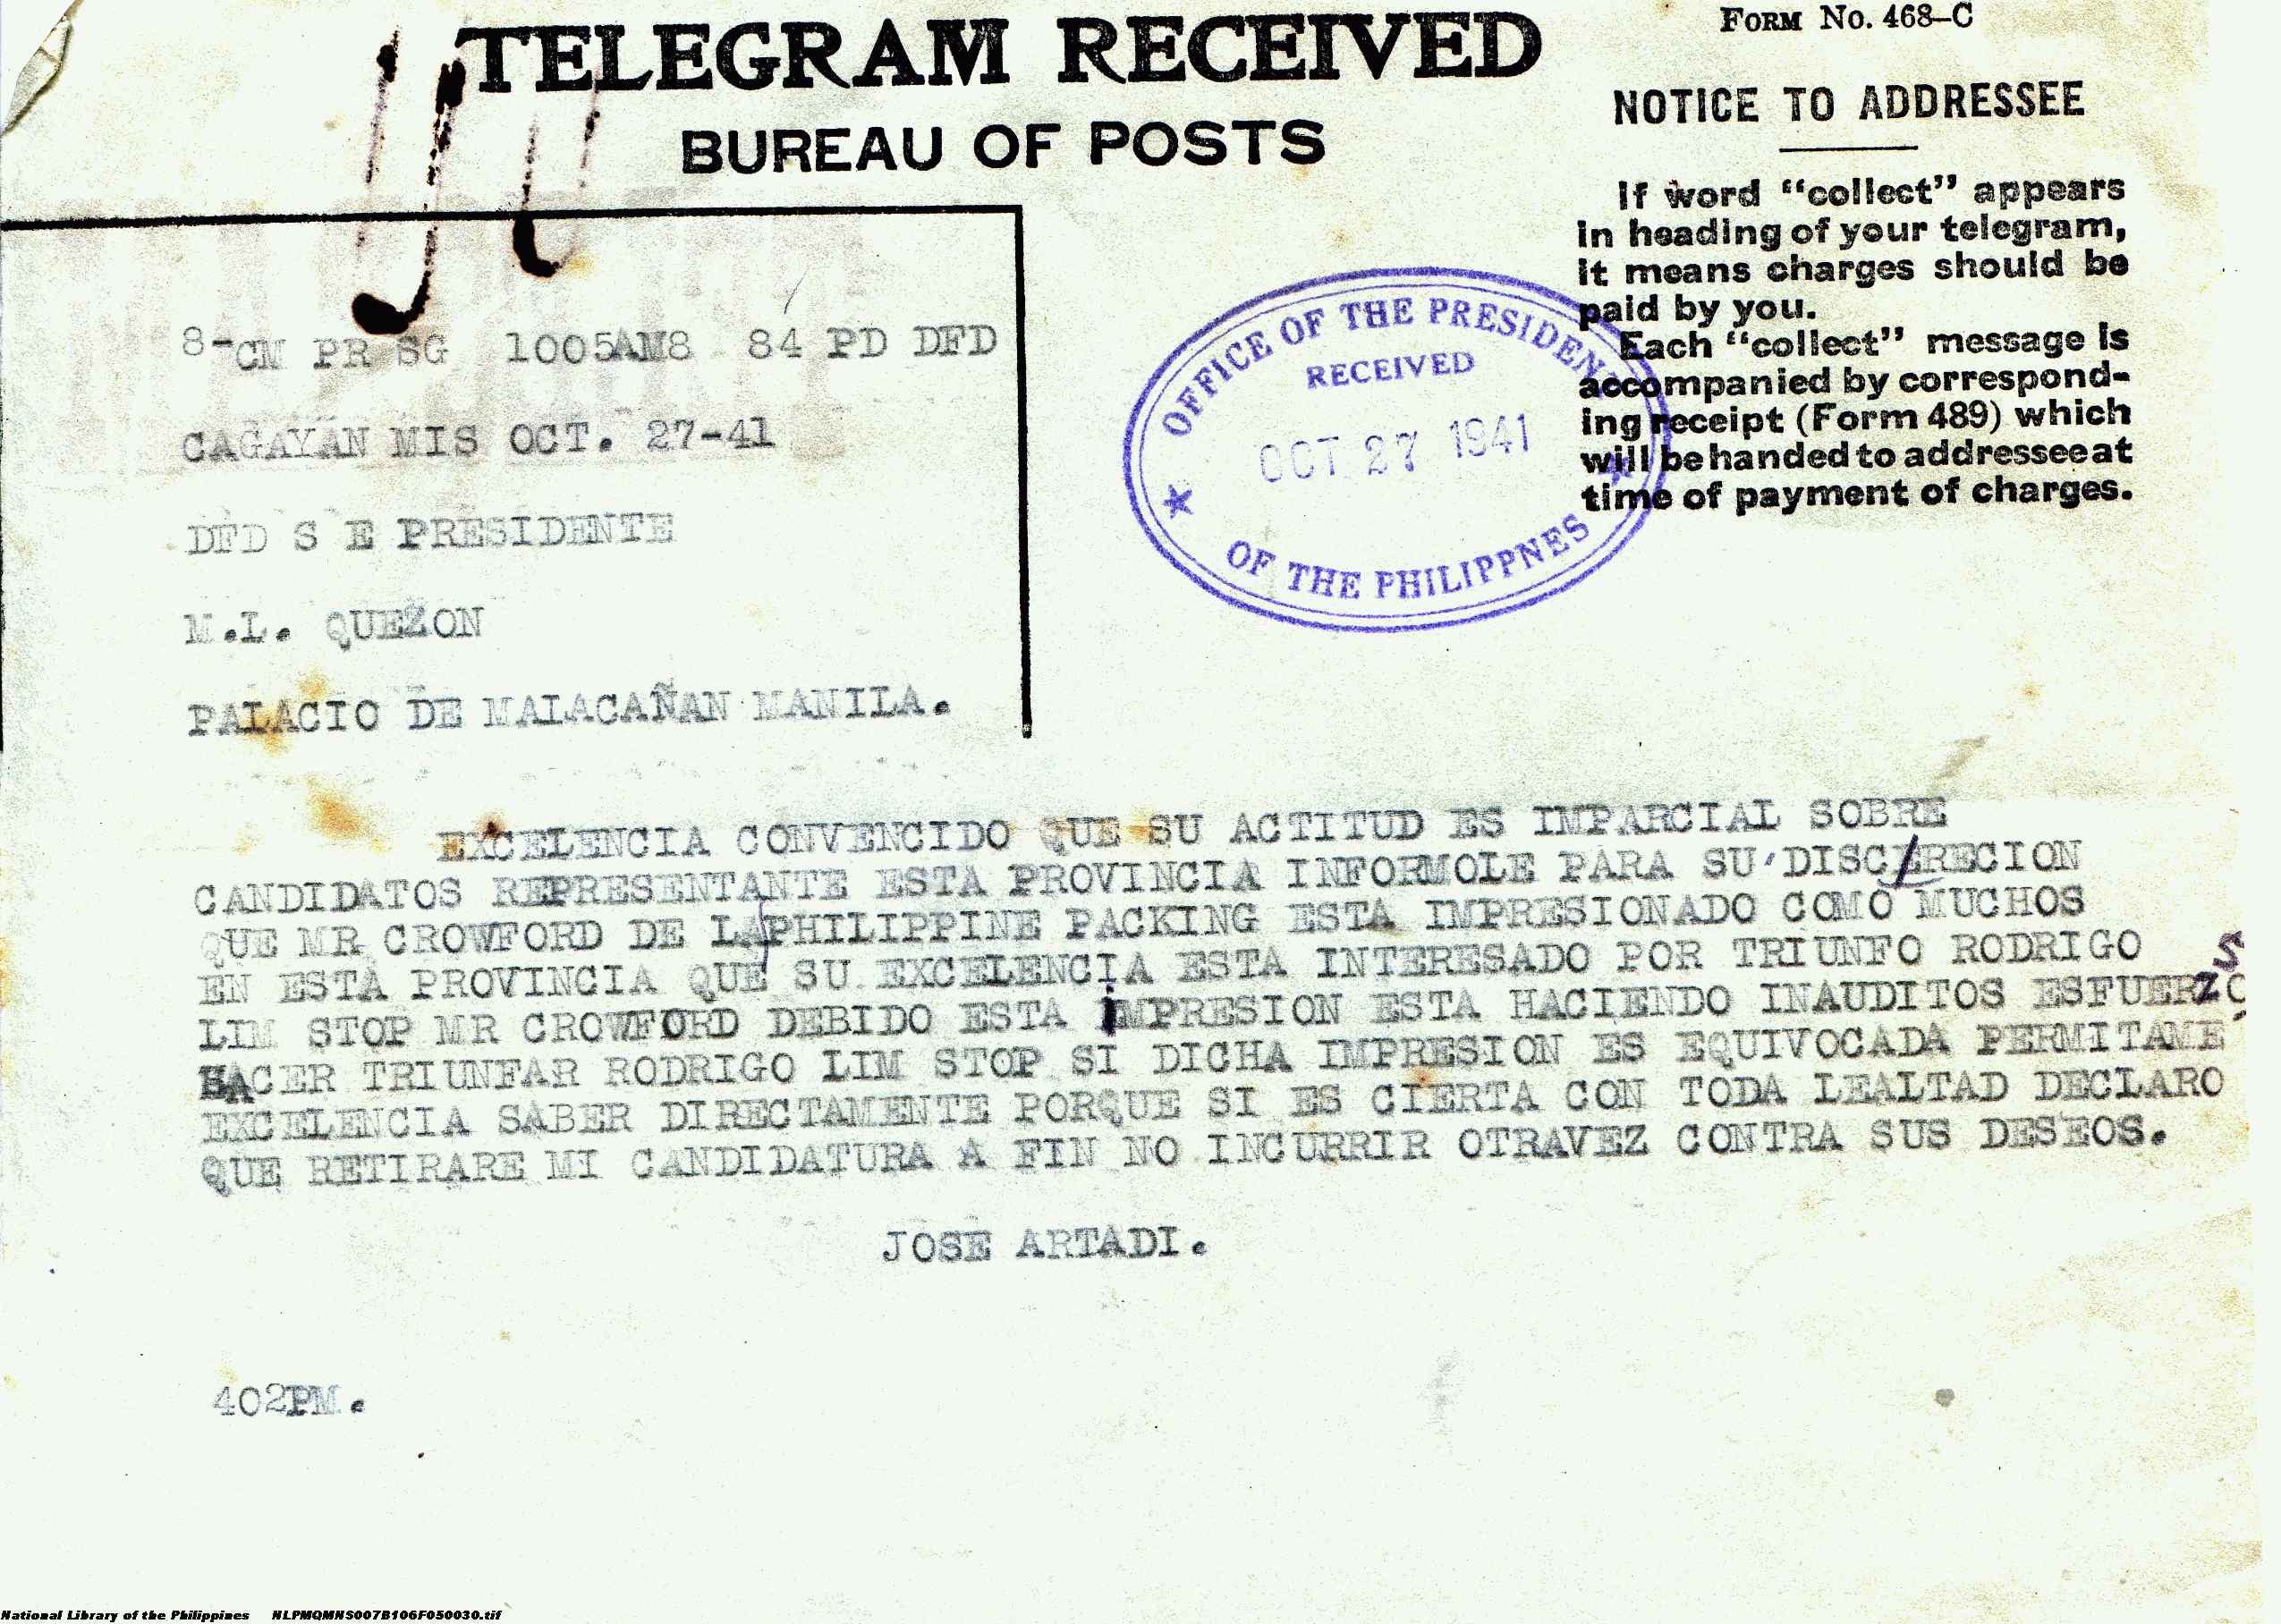 TELEGRAM RECEIVED
BUREAU OF POSTS
FORM No. 468-C
NOTICE TO ADDRESSEE
If word “collect” appears
in heading of your telegram,
it means charges should be
paid by you.
Each “collect” message is
accompanied by correspond-
ing receipt (Form 489) which
will be handed to addressee at
time of payment of charges.
OFFICE OF THE PRESIDENT
RECEIVED
OCT 27 1941
OF THE PHILIPPNES
8-CM PR SG 1005AM8 84 PD DFD
CAGAYAN MIS OCT. 27-41
DFD S E PRESIDENTE
M.L. QUEZON
PALACIO DE MALACAÑAN MANILA.
EXCELENCIA CONVENCIDO QUE SU ACTITUD ES IMPARCIAL SOBRE
CANDIDATOS REPRESENTANTE ESTA PROVINCIA INFORMOLE PARA SU DISCERECION
QUE MR CROWFORD DE LA PHILIPPINE PACKING ESTA IMPRESIONADO COMO MUCHOS
EN ESTA PROVINCIA QUE SU EXCELENCIA ESTA INTERESADO POR TRIUNFO RODRIGO
LIM STOP MR CROWFORD DEBIDO ESTA iMPRESION ESTA HACIENDO INAUDITOS ESFUERZOS
HACER TRIUNFAR RODRIGO LIM STOP SI DICHA IMPRESION ES EQUIVOCADA PERMITAME
EXCELENCIA SABER DIRECTAMENTE PORQUE SI ES CIERTA CON TODA LEALTAD DECLARO
QUE RETIRARE MI CANDIDATURA A FIN NO INCURRIR OTRAVEZ CONTRA SUS DESEOS.
JOSE ARTADI.
402PM.
National Library of the Philippines NLPMQMNS007B106F050030.tif